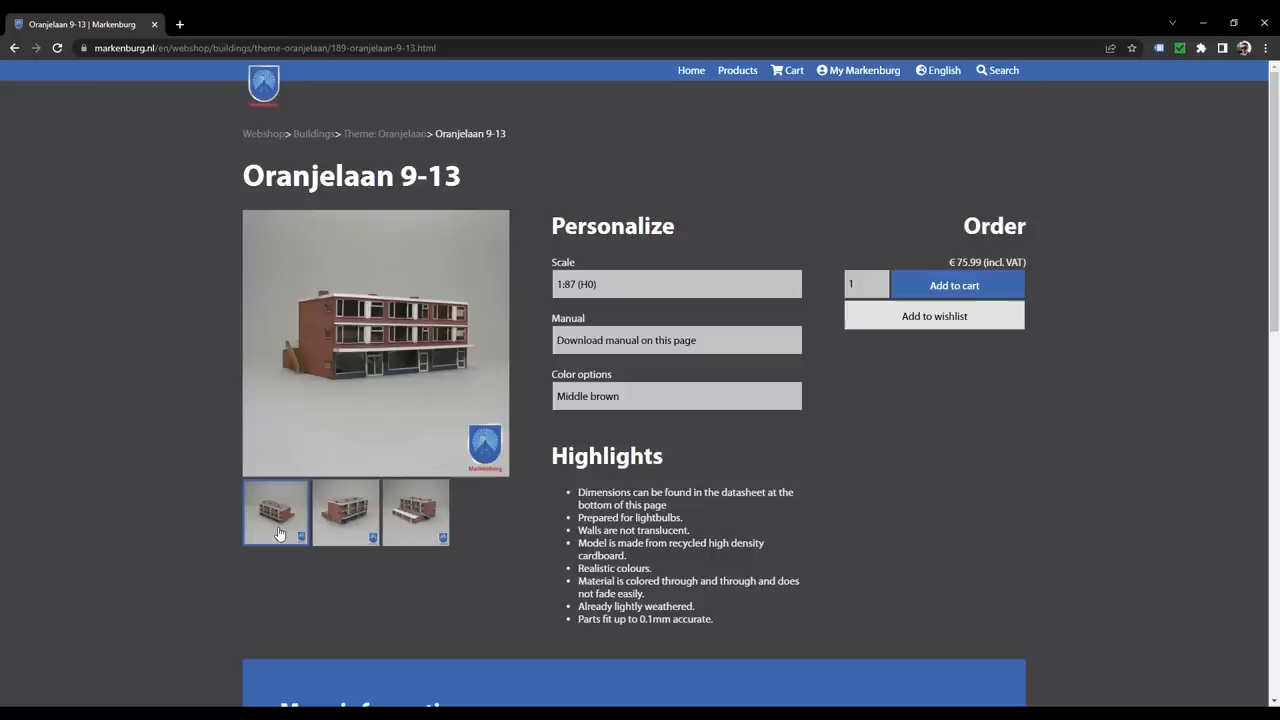 Oranjelaan 9-13 | Markenburg
markenburg.nl/en/webshop/buildings/theme-oranjelaan/189-oranjelaan-9-13.html
Home Products Cart My Markenburg English Search
Webshop> Buildings> Theme: Oranjelaan> Oranjelaan 9-13
Oranjelaan 9-13
Markenburg
Personalize
Scale
1:87 (H0)
Manual
Download manual on this page
Color options
Middle brown
Order
€ 75.99 (incl. VAT)
1 Add to cart
Add to wishlist
Highlights
• Dimensions can be found in the datasheet at the
bottom of this page
• Prepared for lightbulbs.
• Walls are not translucent.
• Model is made from recycled high density
cardboard.
• Realistic colours.
• Material is colored through and through and does
not fade easily.
• Already lightly weathered.
• Parts fit up to 0.1mm accurate.